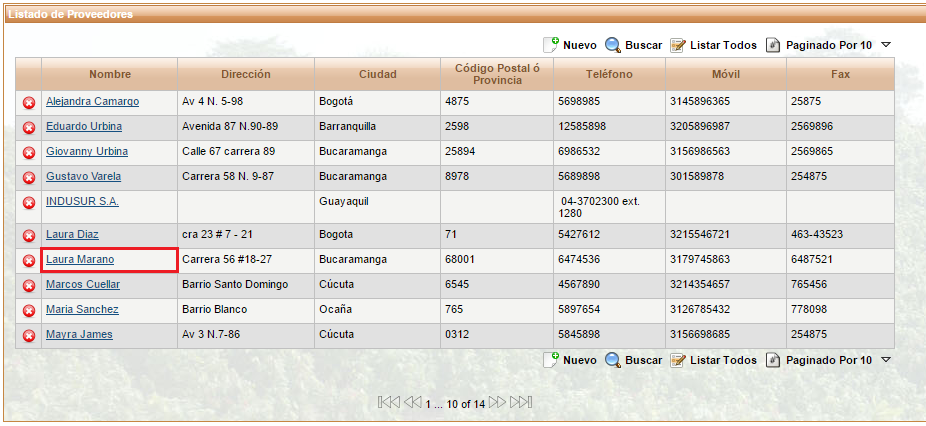 Listado de Proveedores
Nuevo Buscar Listar Todos Paginado Por 10
Nombre Dirección Ciudad Código Postal ó Provincia Teléfono Móvil Fax
Alejandra Camargo Av 4 N. 5-98 Bogotá 4875 5698985 3145896365 25875
Eduardo Urbina Avenida 87 N.90-89 Barranquilla 2598 12585898 3205896987 2569896
Giovanny Urbina Calle 67 carrera 89 Bucaramanga 25894 6986532 3156986563 2569865
Gustavo Varela Carrera 58 N. 9-87 Bucaramanga 8978 5689898 301589878 254875
INDUSUR S.A. Guayaquil 04-3702300 ext. 1280
Laura Diaz cra 23 # 7 - 21 Bogota 71 5427612 3215546721 463-43523
Laura Marano Carrera 56 #18-27 Bucaramanga 68001 6474536 3179745863 6487521
Marcos Cuellar Barrio Santo Domingo Cúcuta 6545 4567890 3214354657 765456
Maria Sanchez Barrio Blanco Ocaña 765 5897654 3126785432 778098
Mayra James Av 3 N.7-86 Cúcuta 0312 5845898 3156698685 254875
Nuevo Buscar Listar Todos Paginado Por 10
1 ... 10 of 14